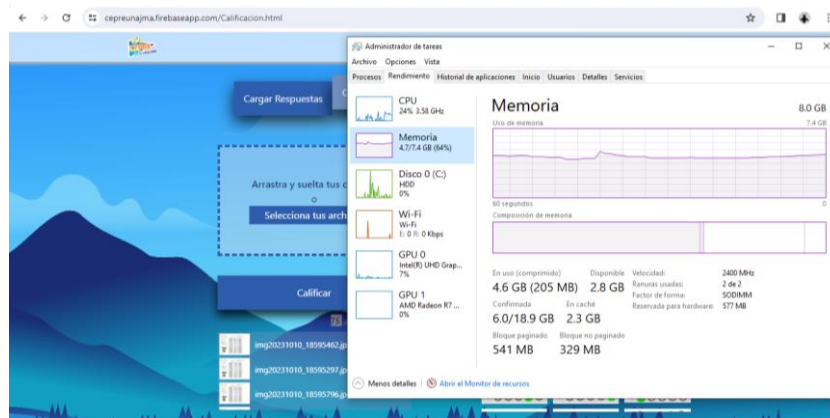 cepreunajma.firebaseapp.com/Calificacion.html
Cargar Respuestas
Arrastra y suelta tus
o
Selecciona tus arch
Calificar
75
img20231010_18595462.jp
img20231010_18595297.jp
img20231010_18595796.jp
Administrador de tareas
Archivo Opciones Vista
Procesos Rendimiento Historial de aplicaciones Inicio Usuarios Detalles Servicios
CPU
24% 3.58 GHz
Memoria
4.7/7.4 GB (64%)
Disco 0 (C:)
HDD
0%
Wi-Fi
Wi-Fi
E: 0 R: 0 Kbps
GPU 0
Intel(R) UHD Grap...
7%
GPU 1
AMD Radeon R7 ...
0%
Memoria 8.0 GB
Uso de memoria 7.4 GB
60 segundos 0
Composición de memoria
En uso (comprimido) Disponible
4.6 GB (205 MB) 2.8 GB
Confirmada En caché
6.0/18.9 GB 2.3 GB
Bloque paginado Bloque no paginado
541 MB 329 MB
Velocidad: 2400 MHz
Ranuras usadas: 2 de 2
Factor de forma: SODIMM
Reservada para hardware: 577 MB
Menos detalles Abrir el Monitor de recursos